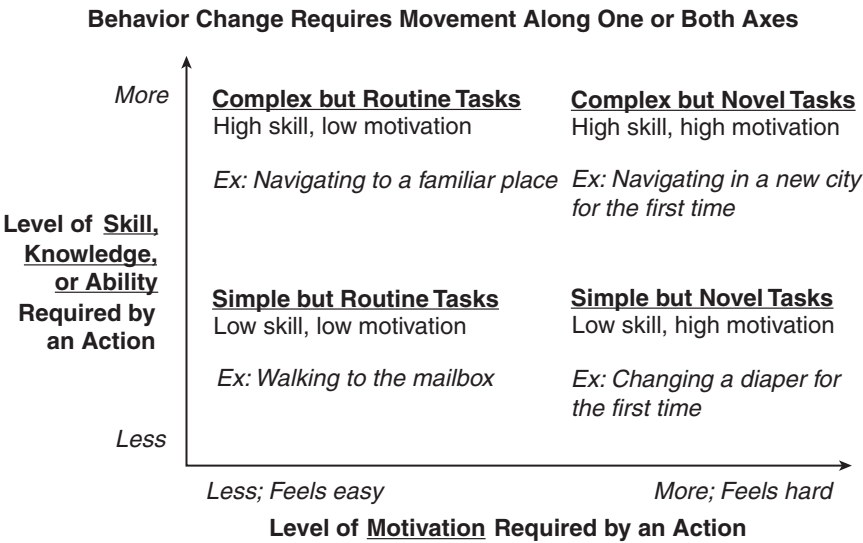 Behavior Change Requires Movement Along One or Both Axes
More
Complex but Routine Tasks
High skill, low motivation
Ex: Navigating to a familiar place
Complex but Novel Tasks
High skill, high motivation
Ex: Navigating in a new city
for the first time
Level of Skill,
Knowledge,
or Ability
Required by
an Action
Simple but Routine Tasks
Low skill, low motivation
Ex: Walking to the mailbox
Simple but Novel Tasks
Low skill, high motivation
Ex: Changing a diaper for
the first time
Less
Less; Feels easy
More; Feels hard
Level of Motivation Required by an Action